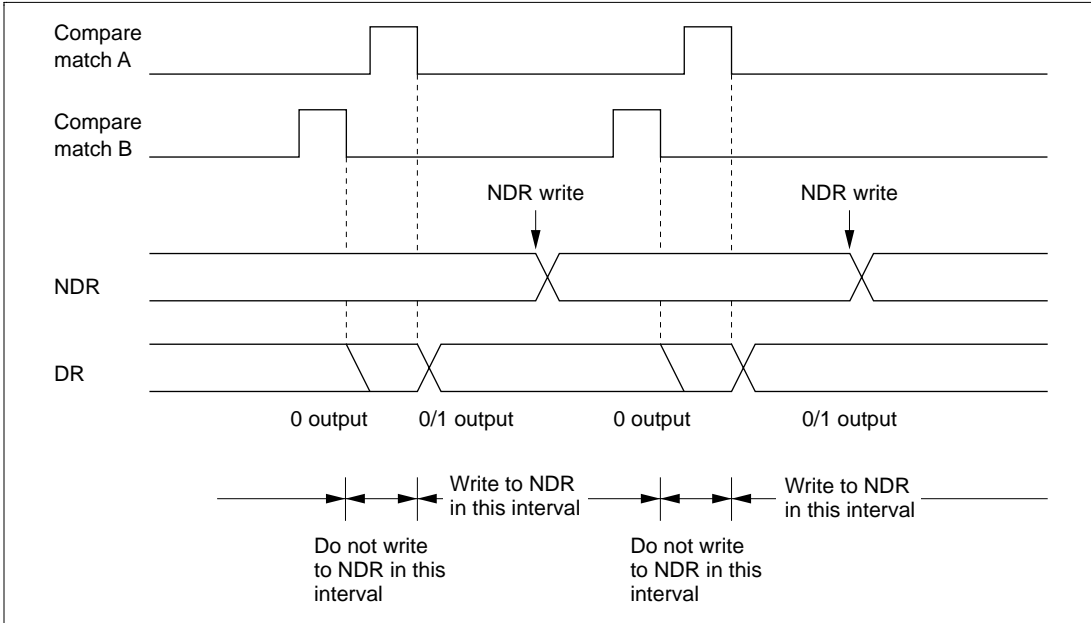 Compare
match A
Compare
match B
NDR write
NDR write
NDR
DR
0 output
0/1 output
0 output
0/1 output
Write to NDR
in this interval
Write to NDR
in this interval
Do not write
to NDR in this
interval
Do not write
to NDR in this
interval